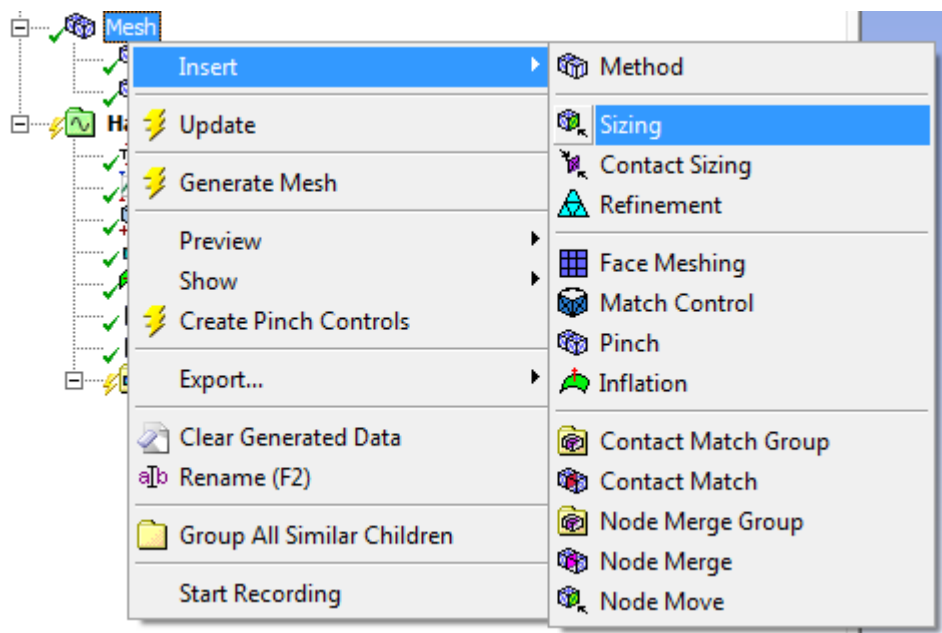 Mesh
Insert
Update
Generate Mesh
Preview
Show
Create Pinch Controls
Export...
Clear Generated Data
Rename (F2)
Group All Similar Children
Start Recording
Method
Sizing
Contact Sizing
Refinement
Face Meshing
Match Control
Pinch
Inflation
Contact Match Group
Contact Match
Node Merge Group
Node Merge
Node Move